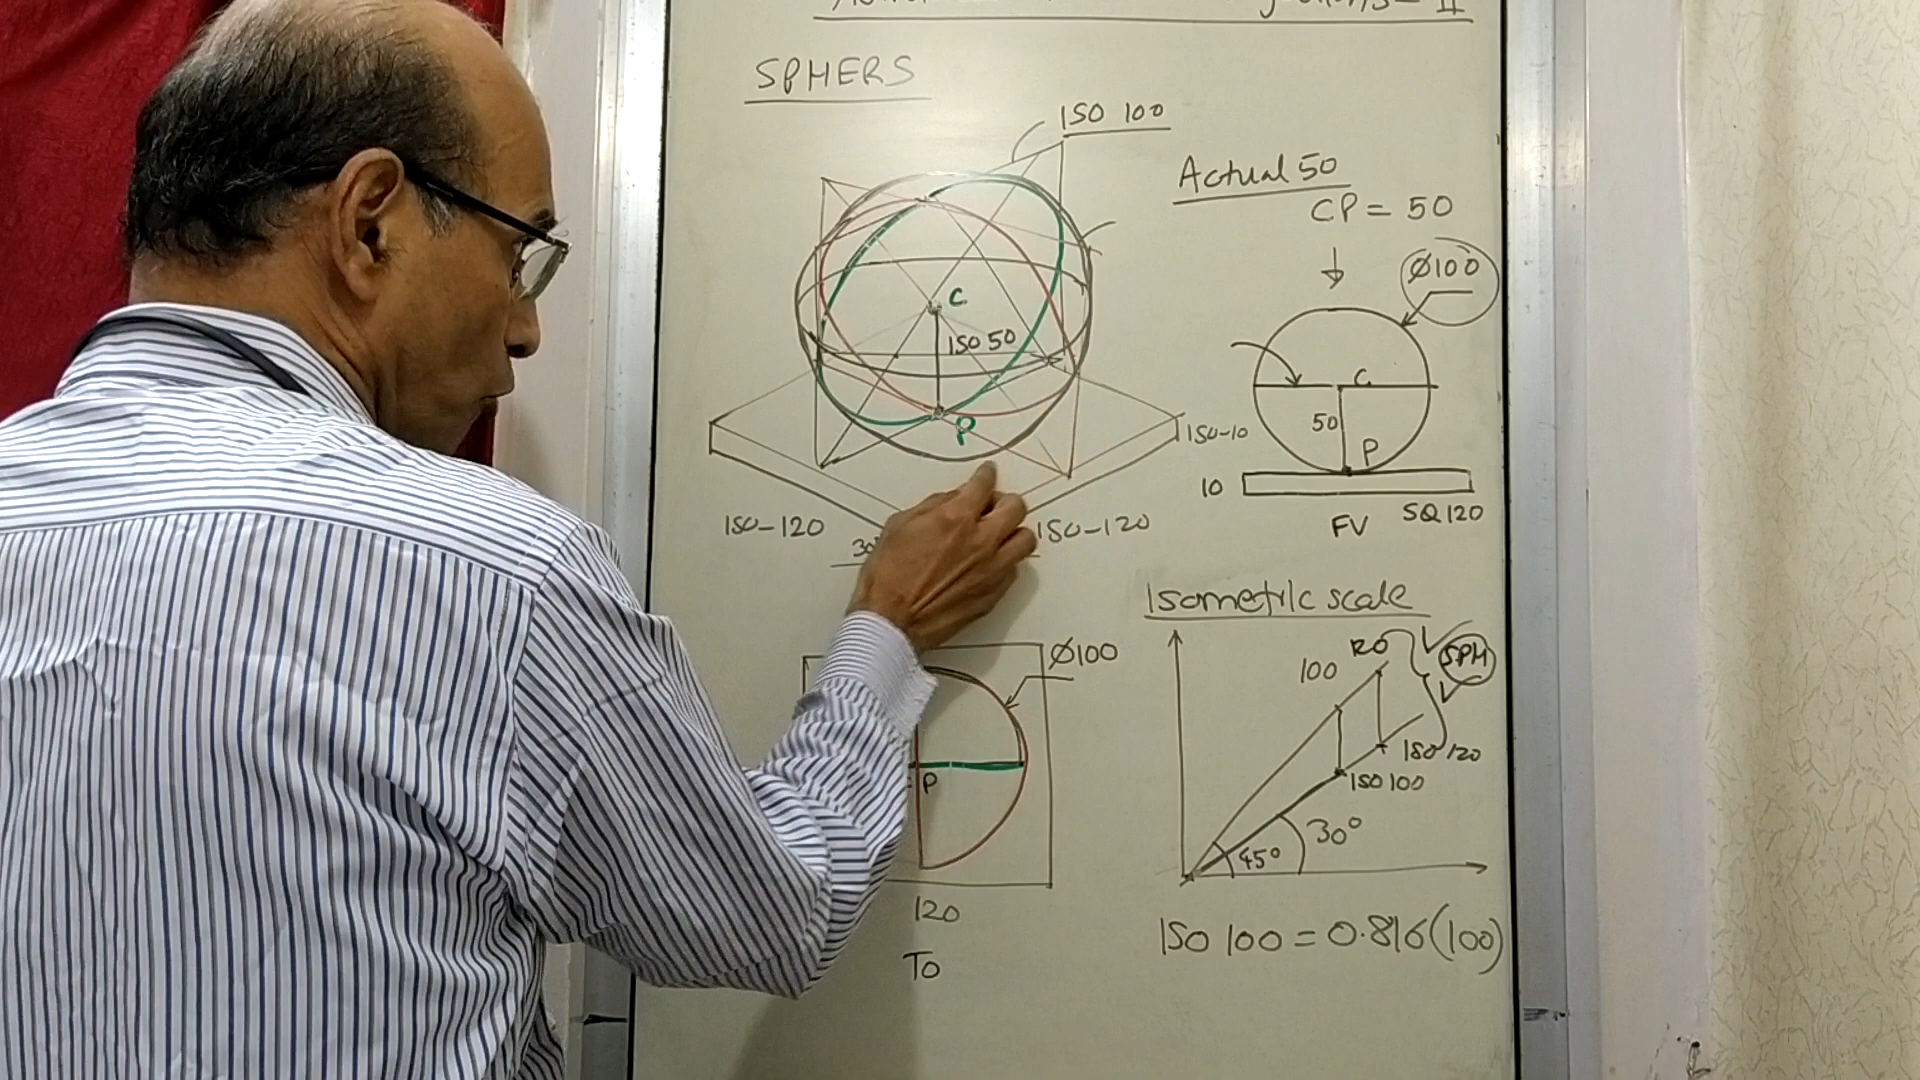 II
SPHERS
ISO 100
Actual 50
CP = 50
Ø100
C
ISO 50
P
C
50
P
ISO-10
10
SQ 120
FV
ISO-120
30°
ISO-120
Isometric scale
Ø100
P
120
To
100
SPH
ISO 120
ISO 100
45°
30°
ISO 100 = 0.816(100)